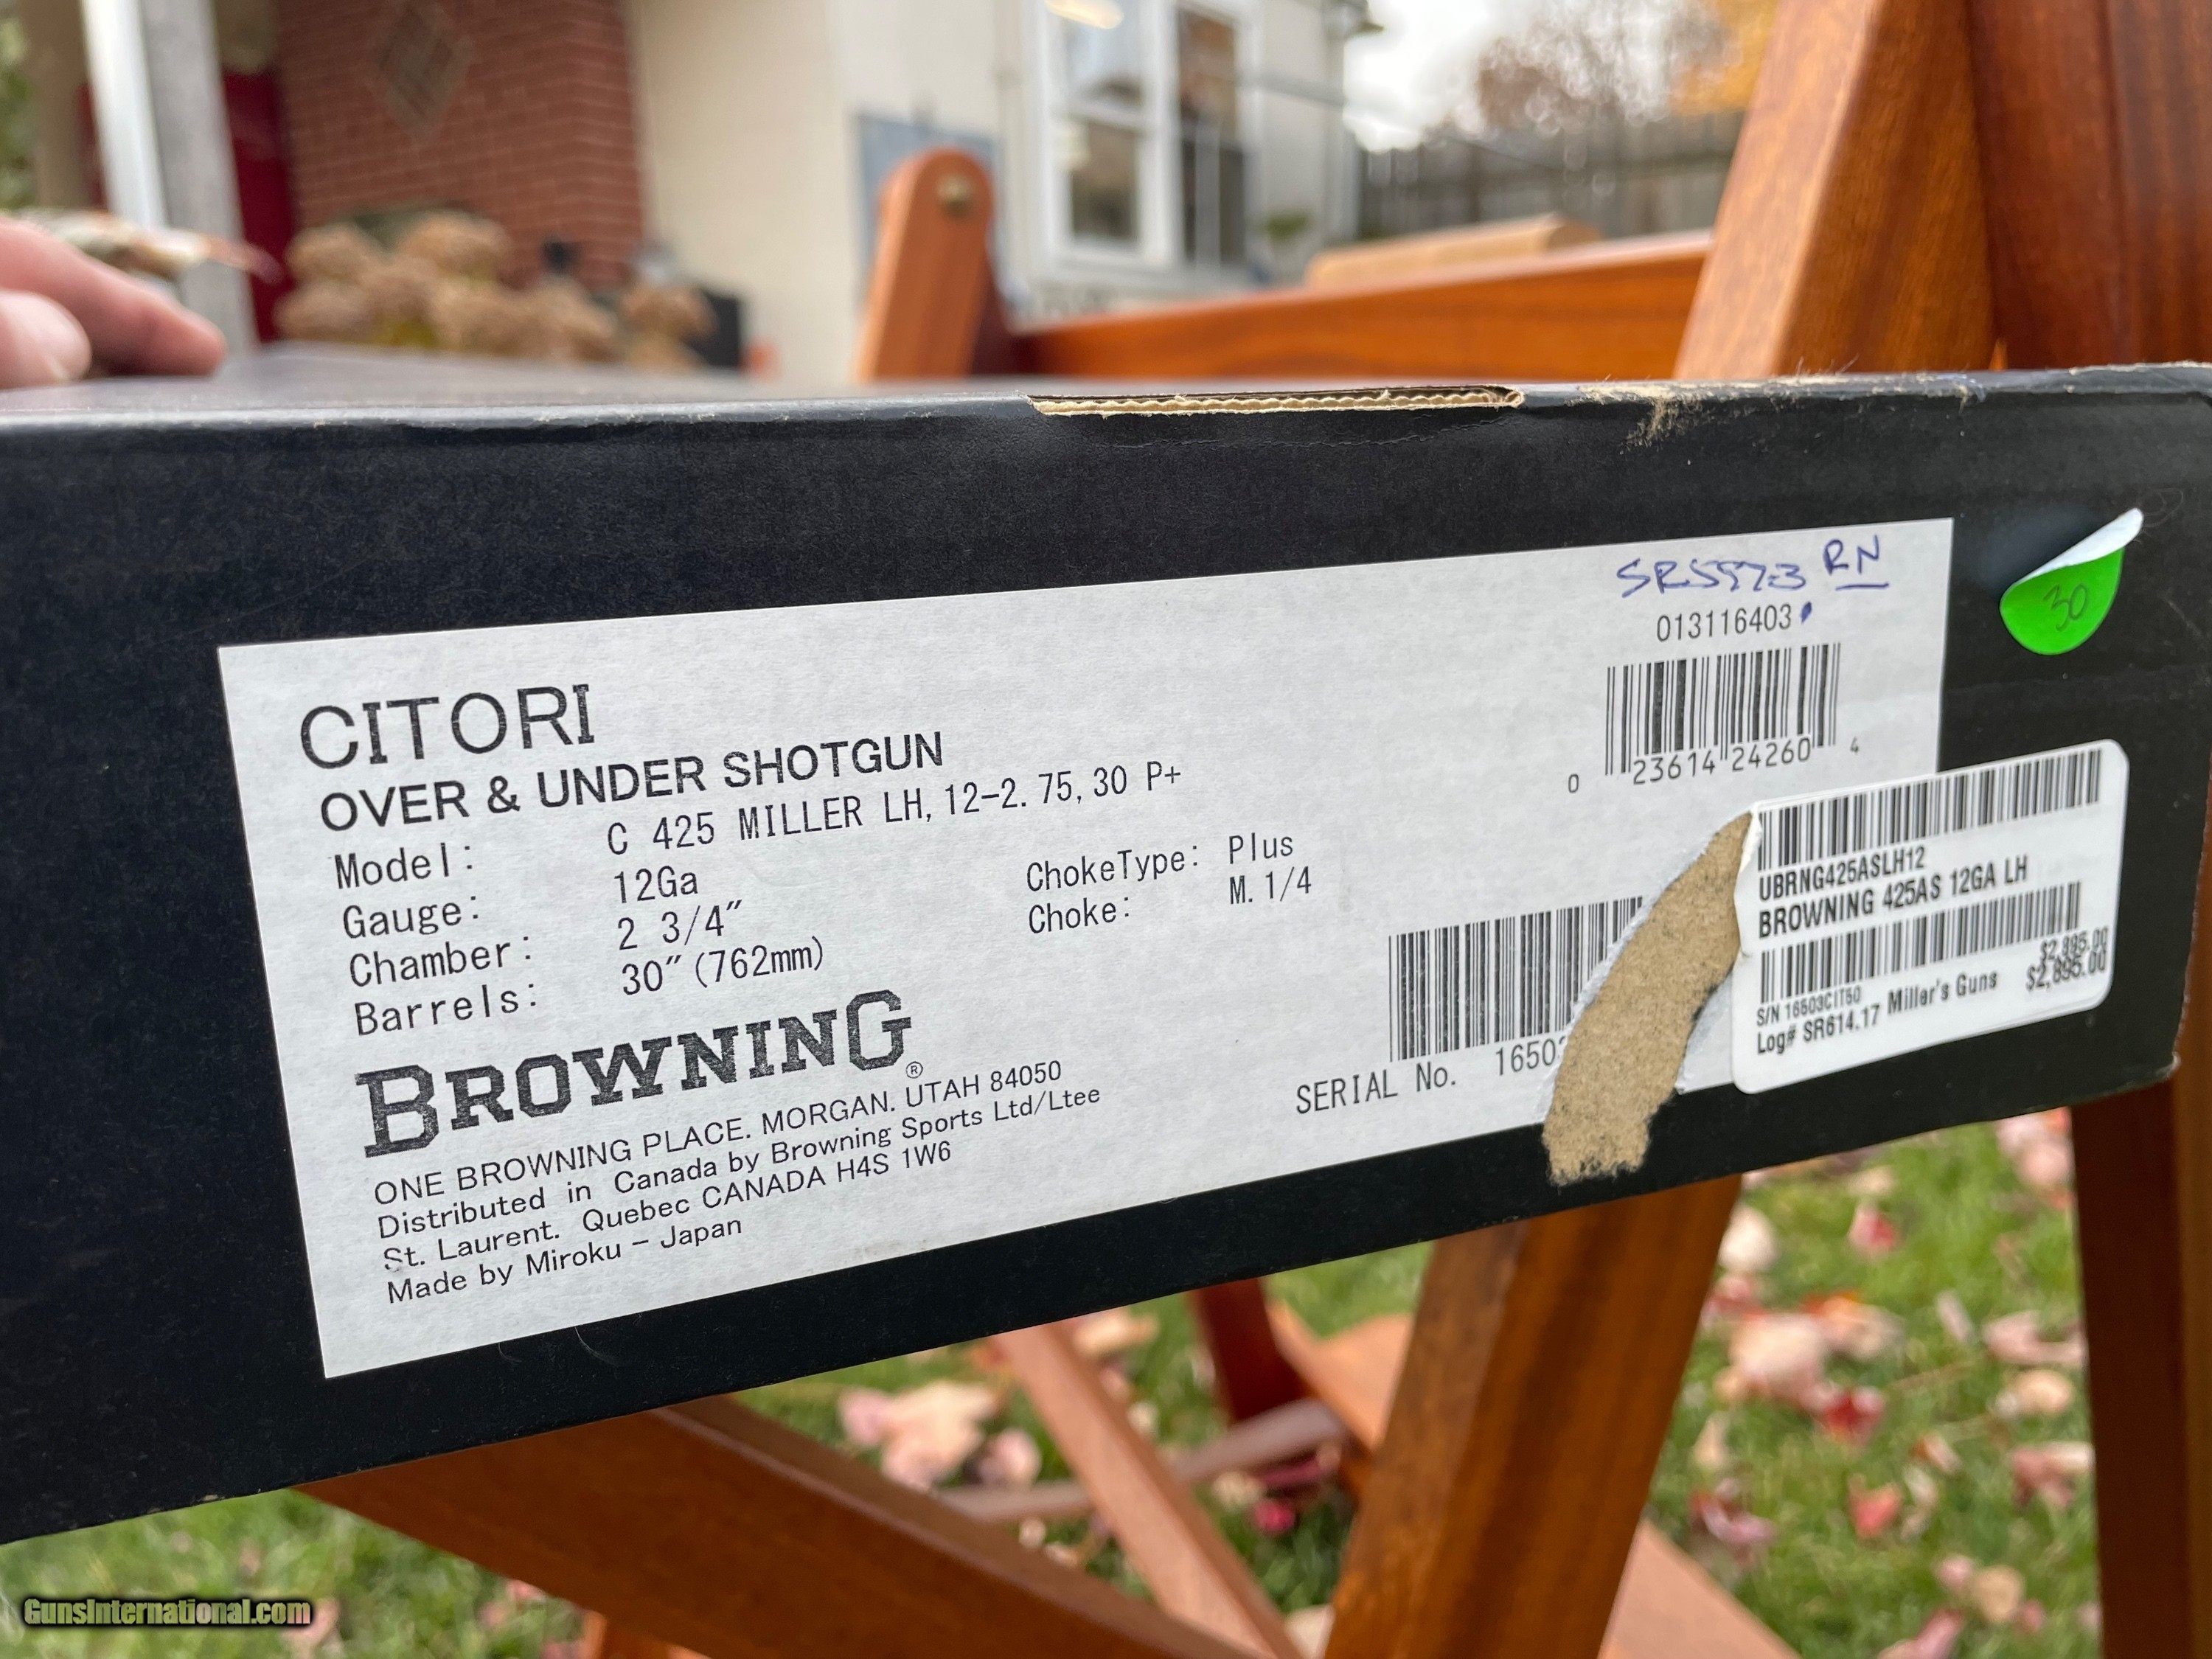 SR5573 RN
013116403
0 23614 24260 4
30
CITORI
OVER & UNDER SHOTGUN
Model: C 425 MILLER LH, 12-2.75, 30 P+
Gauge: 12Ga
Chamber: 2 3/4" ChokeType: Plus
Barrels: 30" (762mm) Choke: M. 1/4
BROWNING®
ONE BROWNING PLACE. MORGAN. UTAH 84050
Distributed in Canada by Browning Sports Ltd/Ltee
St. Laurent. Quebec CANADA H4S 1W6
Made by Miroku - Japan
SERIAL No. 1650
UBRNG425ASLH12
BROWNING 425AS 12GA LH
$2,895.00
S/N 16503CIT50 $2,895.00
Log# SR614.17 Miller's Guns
GunsInternational.com